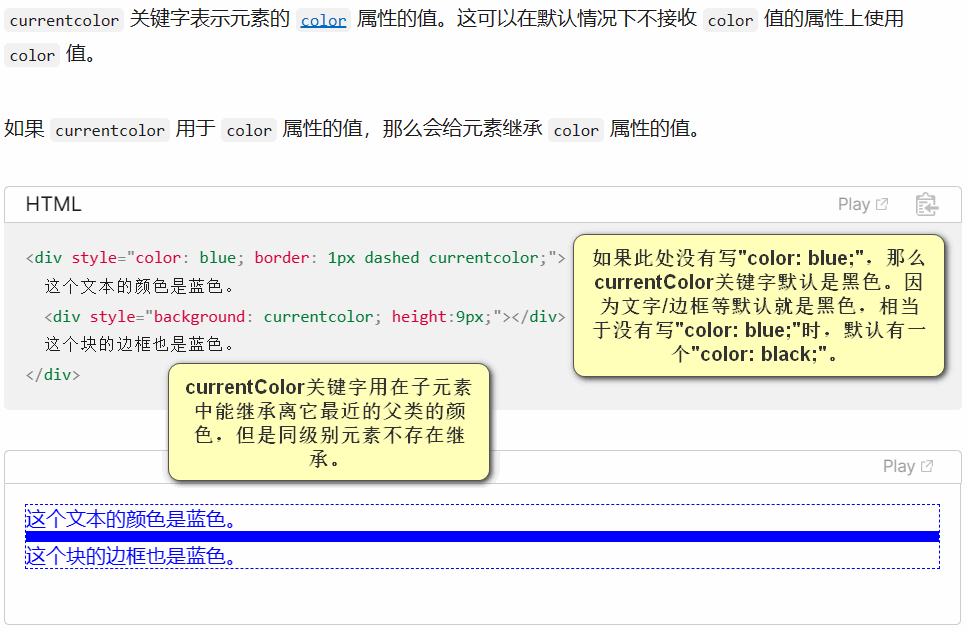 currentcolor 关键字表示元素的 color 属性的值。这可以在默认情况下不接收 color 值的属性上使用
color 值。
如果 currentcolor 用于 color 属性的值，那么会给元素继承 color 属性的值。
HTML
Play
<div style="color: blue; border: 1px dashed currentcolor;">
这个文本的颜色是蓝色。
<div style="background: currentcolor; height:9px;"></div>
这个块的边框也是蓝色。
</div>
如果此处没有写"color: blue;"，那么
currentColor关键字默认是黑色。因
为文字/边框等默认就是黑色，相当
于没有写"color: blue;"时，默认有一
个"color: black;"。
currentColor关键字用在子元素
中能继承离它最近的父类的颜
色，但是同级别元素不存在继
承。
Play
这个文本的颜色是蓝色。
这个块的边框也是蓝色。